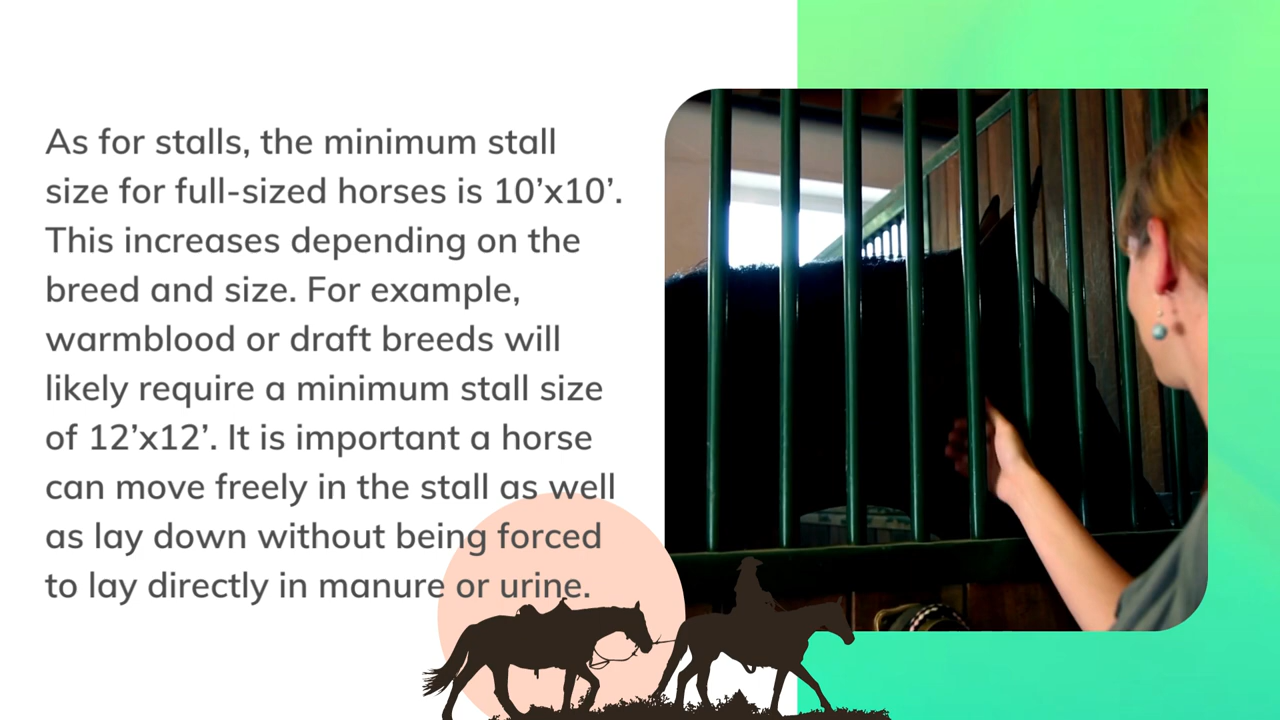 As for stalls, the minimum stall
size for full-sized horses is 10’x10’.
This increases depending on the
breed and size. For example,
warmblood or draft breeds will
likely require a minimum stall size
of 12’x12’. It is important a horse
can move freely in the stall as well
as lay down without being forced
to lay directly in manure or urine.